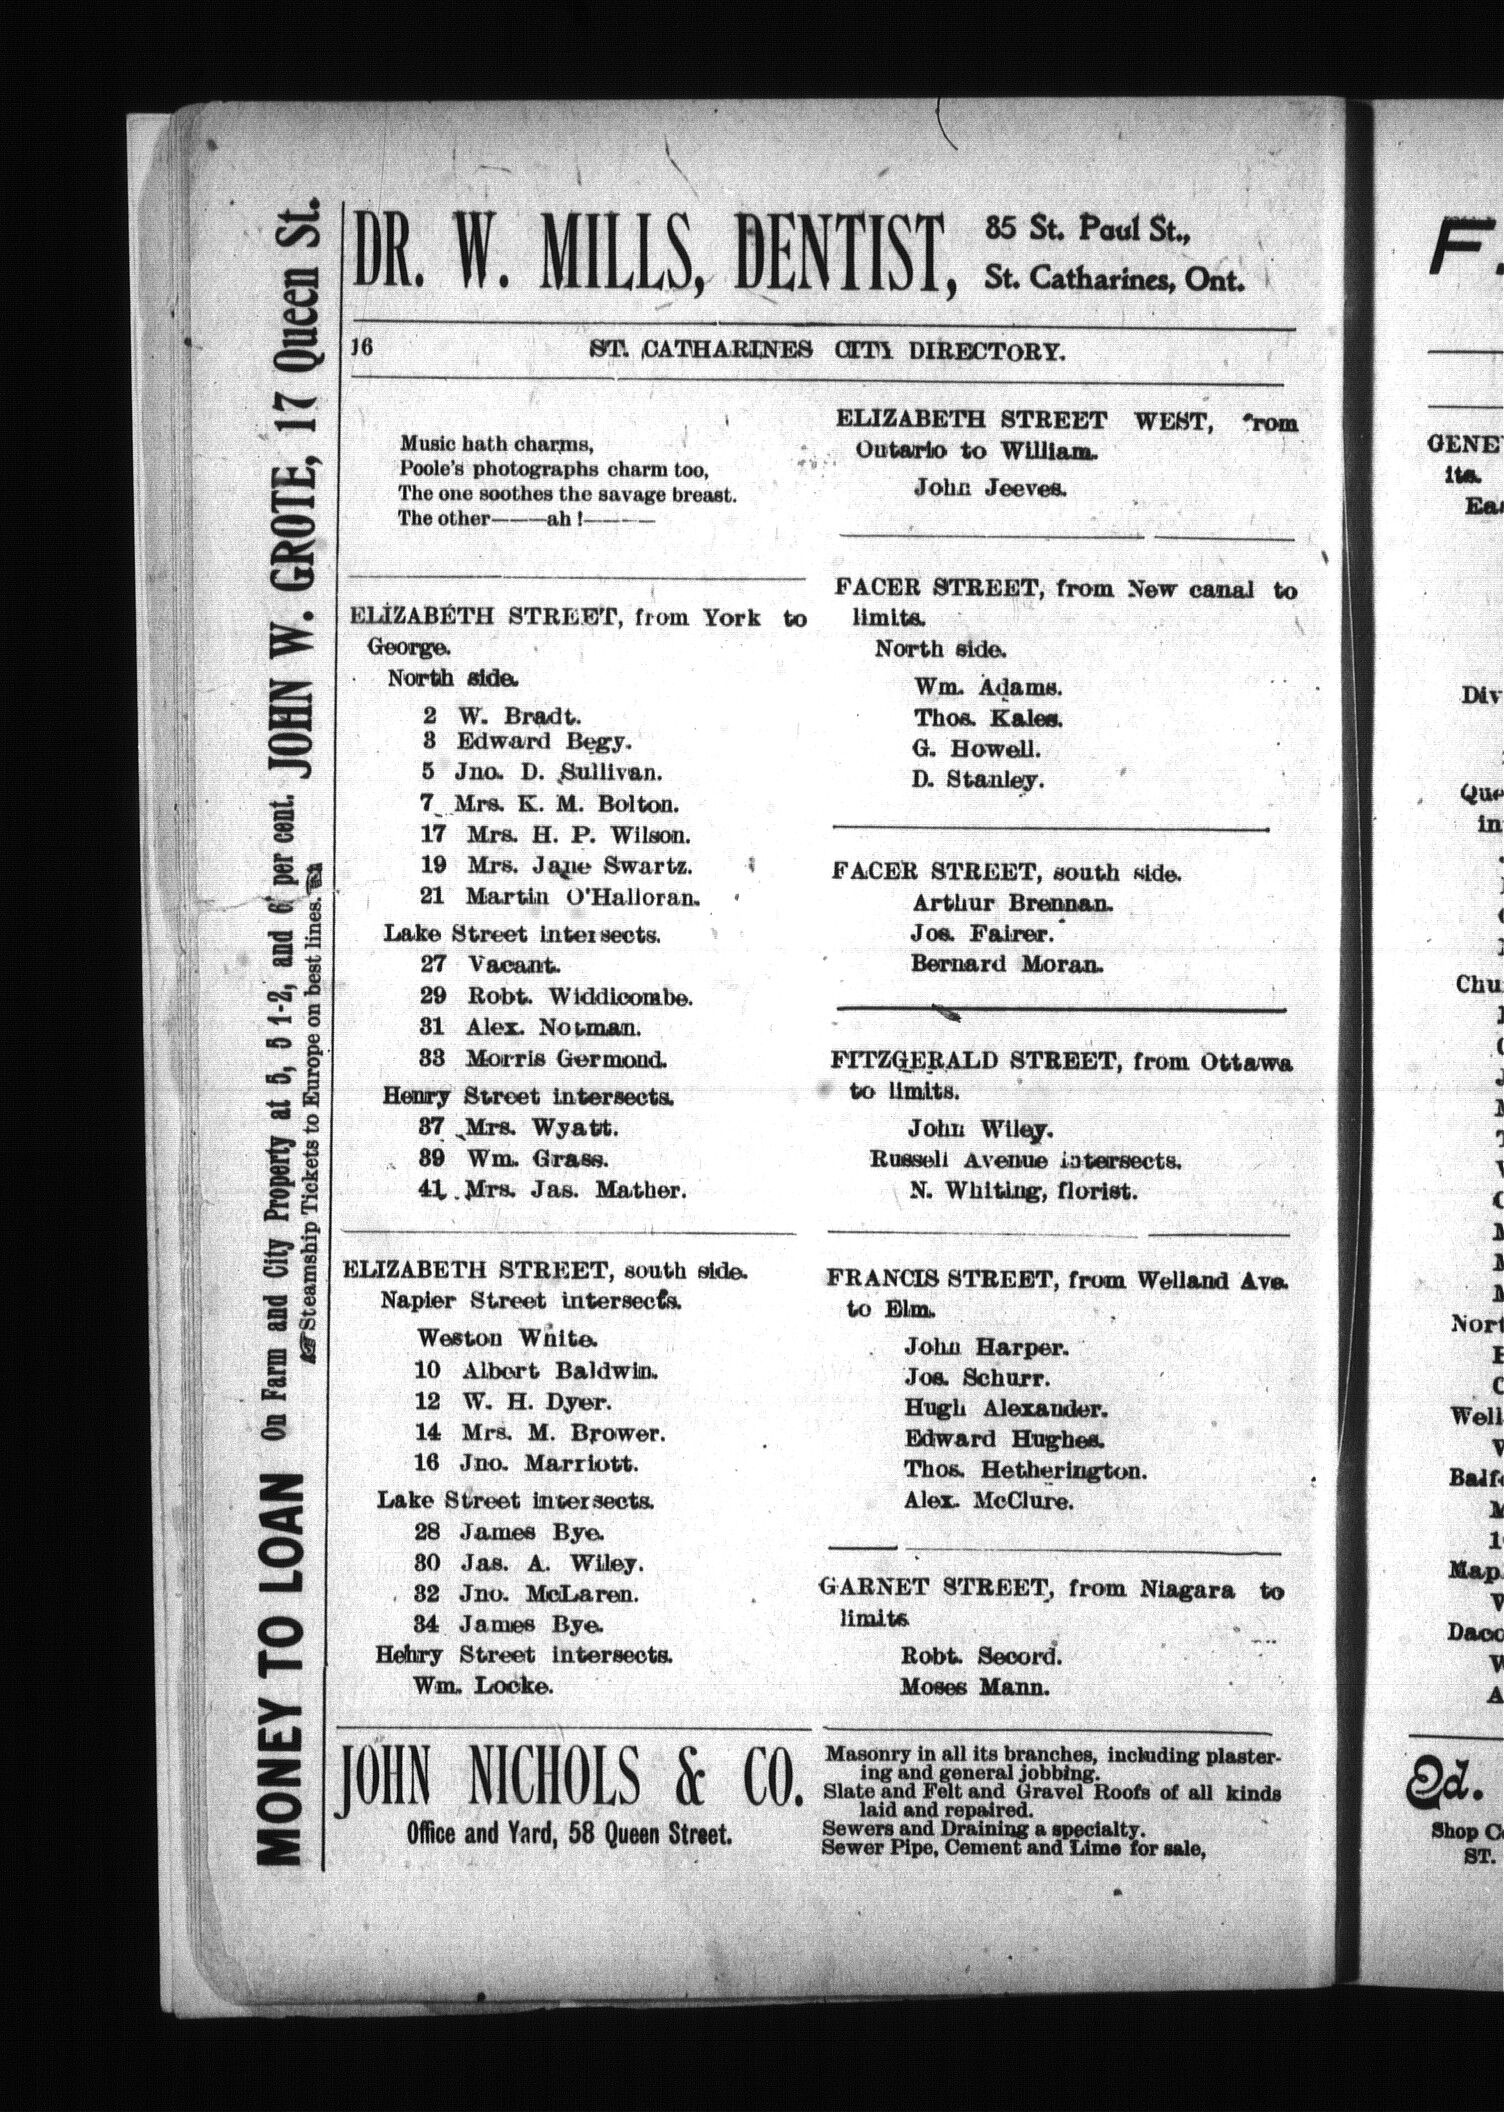 DR. W. MILLS, DENTIST, 85 St. Paul St., St. Catharines, Ont.
16 ST. CATHARINES CITY DIRECTORY.
Music hath charms,
Poole's photographs charm too,
The one soothes the savage breast.
The other———ah !———
ELIZABETH STREET, from York to
George.
North side.
2 W. Bradt.
3 Edward Begy.
5 Jno. D. Sullivan.
7 Mrs. K. M. Bolton.
17 Mrs. H. P. Wilson.
19 Mrs. Jane Swartz.
21 Martin O'Halloran.
Lake Street intersects.
27 Vacant.
29 Robt. Widdicombe.
31 Alex. Notman.
33 Morris Germond.
Henry Street intersects.
37 Mrs. Wyatt.
39 Wm. Grass.
41 Mrs. Jas. Mather.
ELIZABETH STREET, south side.
Napier Street intersects.
Weston White.
10 Albert Baldwin.
12 W. H. Dyer.
14 Mrs. M. Brower.
16 Jno. Marriott.
Lake Street intersects.
28 James Bye.
30 Jas. A. Wiley.
32 Jno. McLaren.
34 James Bye.
Henry Street intersects.
Wm. Locke.
ELIZABETH STREET WEST, from
Ontario to William.
John Jeeves.
FACER STREET, from New canal to
limits.
North side.
Wm. Adams.
Thos. Kales.
G. Howell.
D. Stanley.
FACER STREET, south side.
Arthur Brennan.
Jos. Fairer.
Bernard Moran.
FITZGERALD STREET, from Ottawa
to limits.
John Wiley.
Russell Avenue intersects.
N. Whiting, florist.
FRANCIS STREET, from Welland Ave.
to Elm.
John Harper.
Jos. Schurr.
Hugh Alexander.
Edward Hughes.
Thos. Hetherington.
Alex. McClure.
GARNET STREET, from Niagara to
limits
Robt. Secord.
Moses Mann.
JOHN NICHOLS & CO.
Office and Yard, 58 Queen Street.
Masonry in all its branches, including plaster-
ing and general jobbing.
Slate and Felt and Gravel Roofs of all kinds
laid and repaired.
Sewers and Draining a specialty.
Sewer Pipe, Cement and Lime for sale,
MONEY TO LOAN On Farm and City Property at 5, 5 1-2, and 6 per cent. JOHN W. GROTE, 17 Queen St.
Steamship Tickets to Europe on best lines.
F.
Ed.
ST.